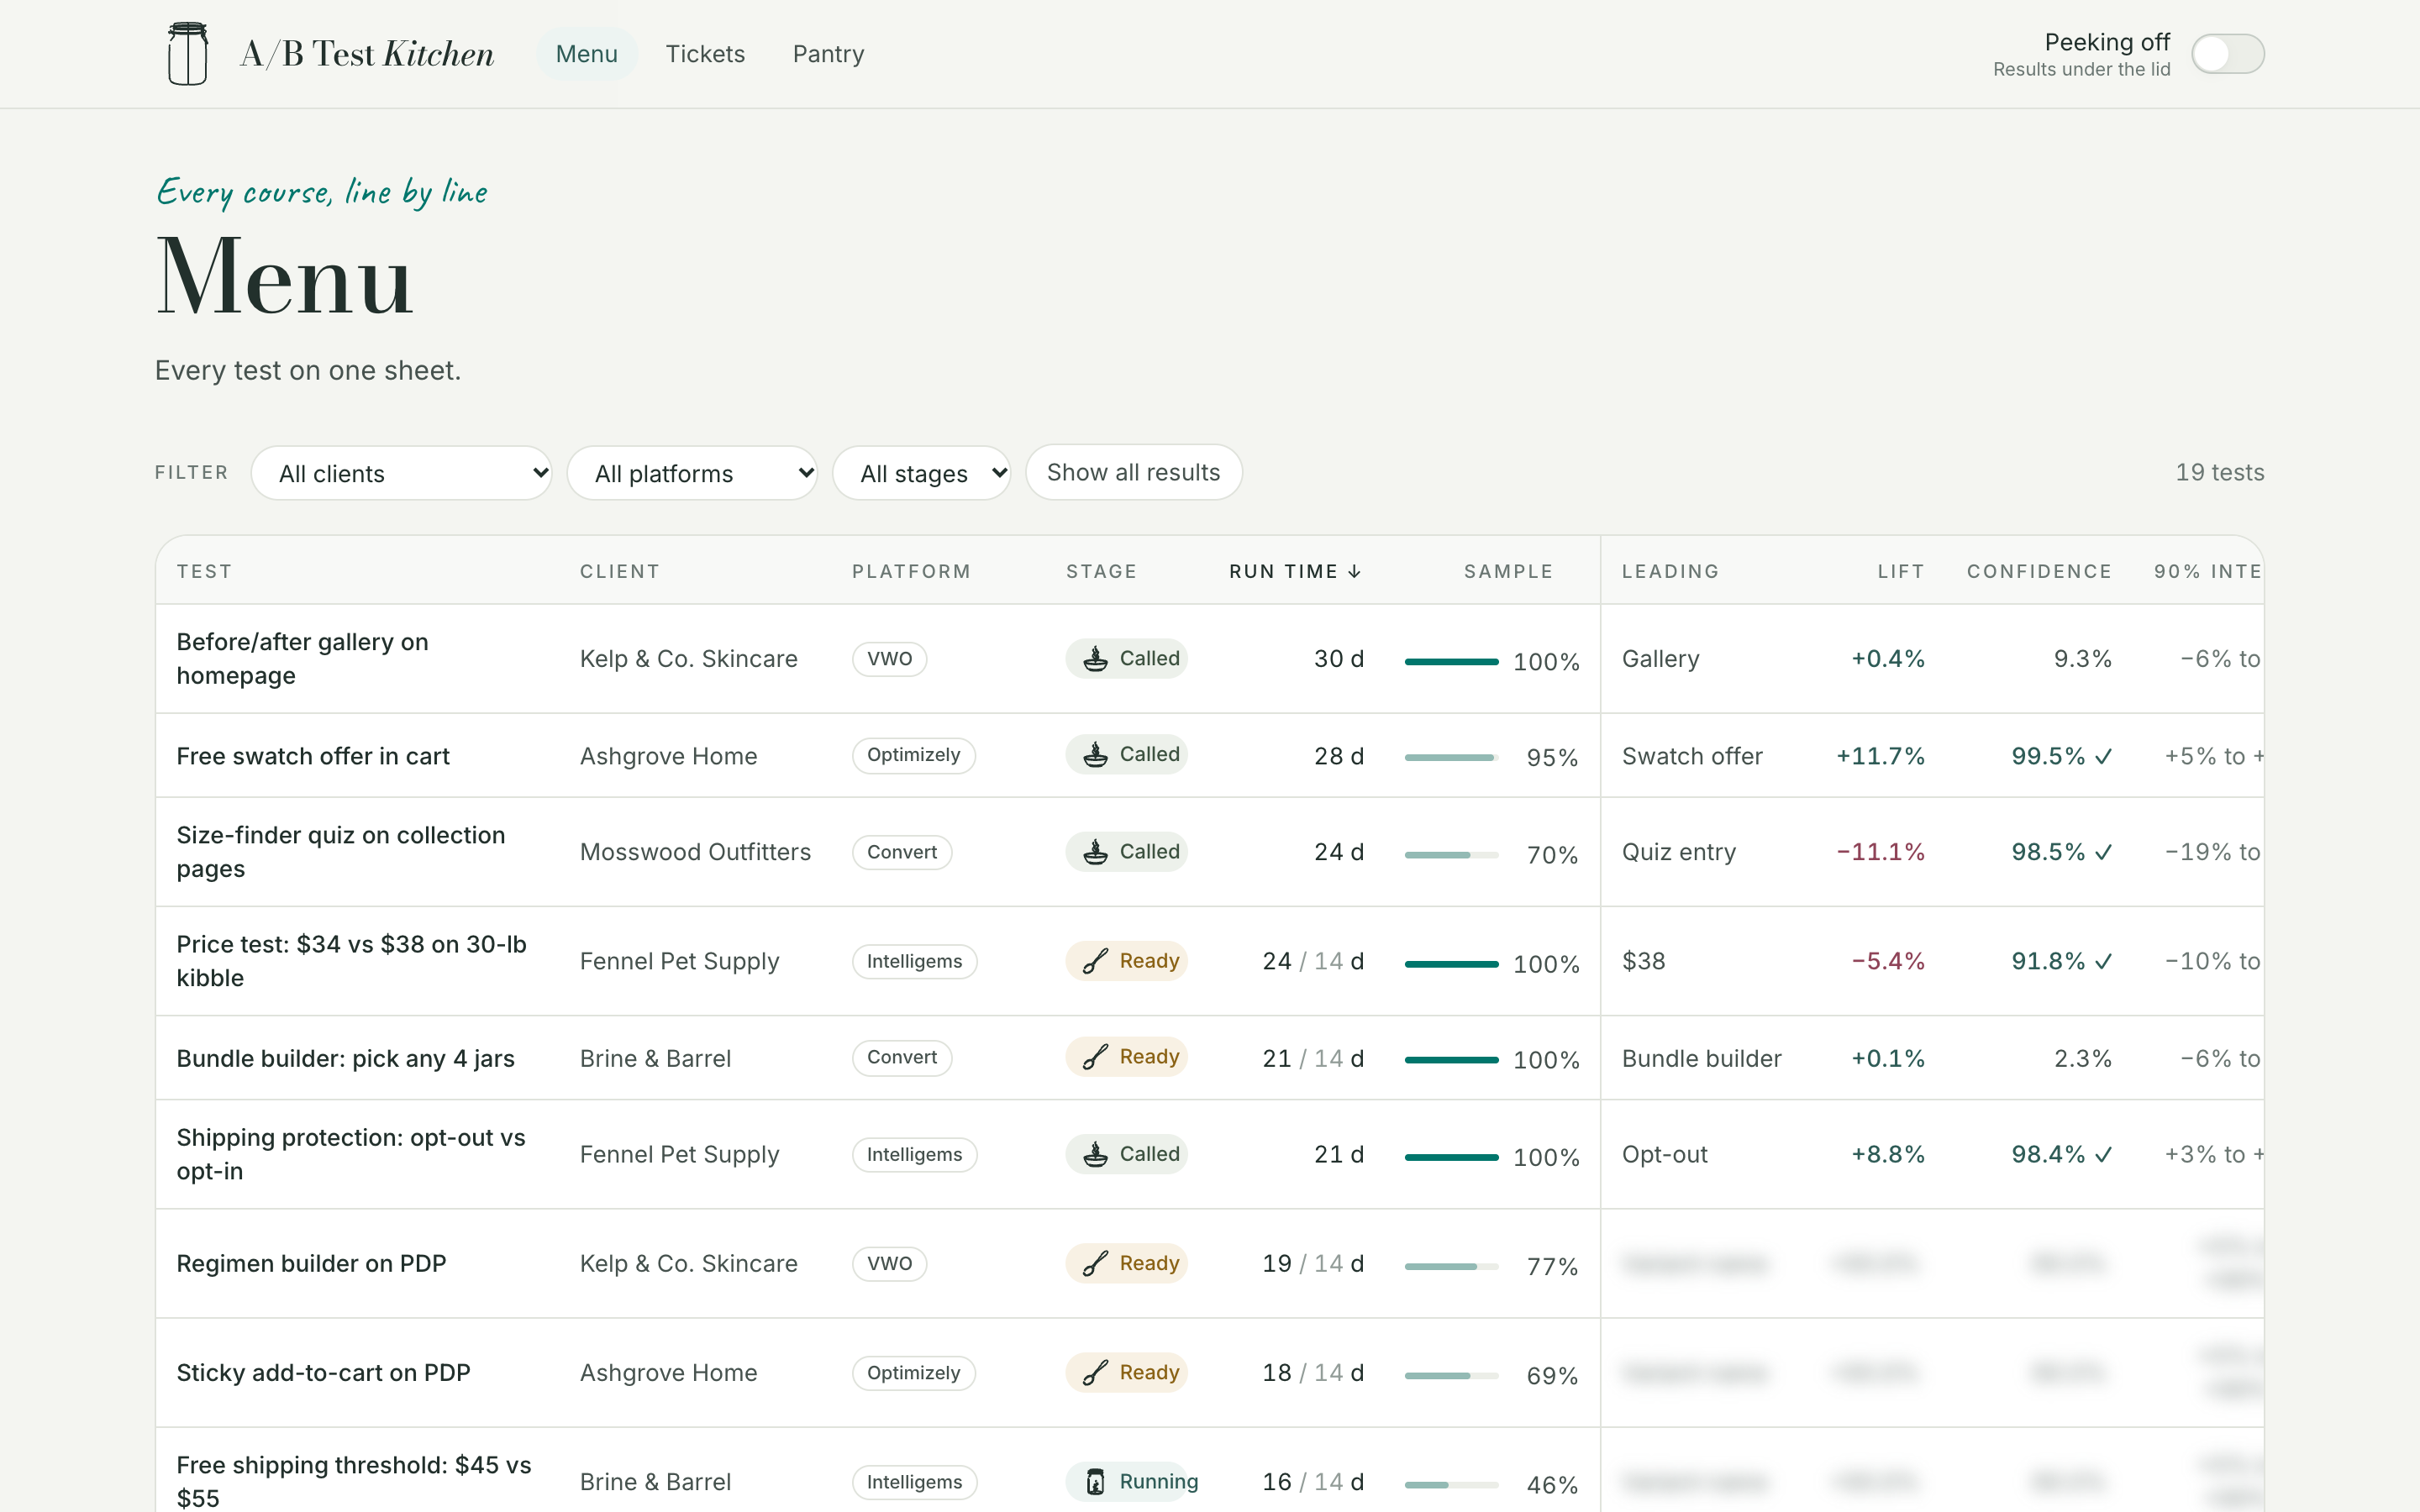 A/B Test Kitchen
Menu
Tickets
Pantry
Peeking off
Results under the lid
Every course, line by line
Menu
Every test on one sheet.
FILTER
All clients
All platforms
All stages
Show all results
19 tests
TEST CLIENT PLATFORM STAGE RUN TIME ↓ SAMPLE LEADING LIFT CONFIDENCE 90% INTE
Before/after gallery on
homepage
Kelp & Co. Skincare VWO Called 30 d 100% Gallery +0.4% 9.3% −6% to
Free swatch offer in cart Ashgrove Home Optimizely Called 28 d 95% Swatch offer +11.7% 99.5% ✓ +5% to +
Size-finder quiz on collection
pages
Mosswood Outfitters Convert Called 24 d 70% Quiz entry −11.1% 98.5% ✓ −19% to
Price test: $34 vs $38 on 30-lb
kibble
Fennel Pet Supply Intelligems Ready 24 / 14 d 100% $38 −5.4% 91.8% ✓ −10% to
Bundle builder: pick any 4 jars Brine & Barrel Convert Ready 21 / 14 d 100% Bundle builder +0.1% 2.3% −6% to
Shipping protection: opt-out vs
opt-in
Fennel Pet Supply Intelligems Called 21 d 100% Opt-out +8.8% 98.4% ✓ +3% to +
Regimen builder on PDP Kelp & Co. Skincare VWO Ready 19 / 14 d 77%
Sticky add-to-cart on PDP Ashgrove Home Optimizely Ready 18 / 14 d 69%
Free shipping threshold: $45 vs
$55
Brine & Barrel Intelligems Running 16 / 14 d 46%